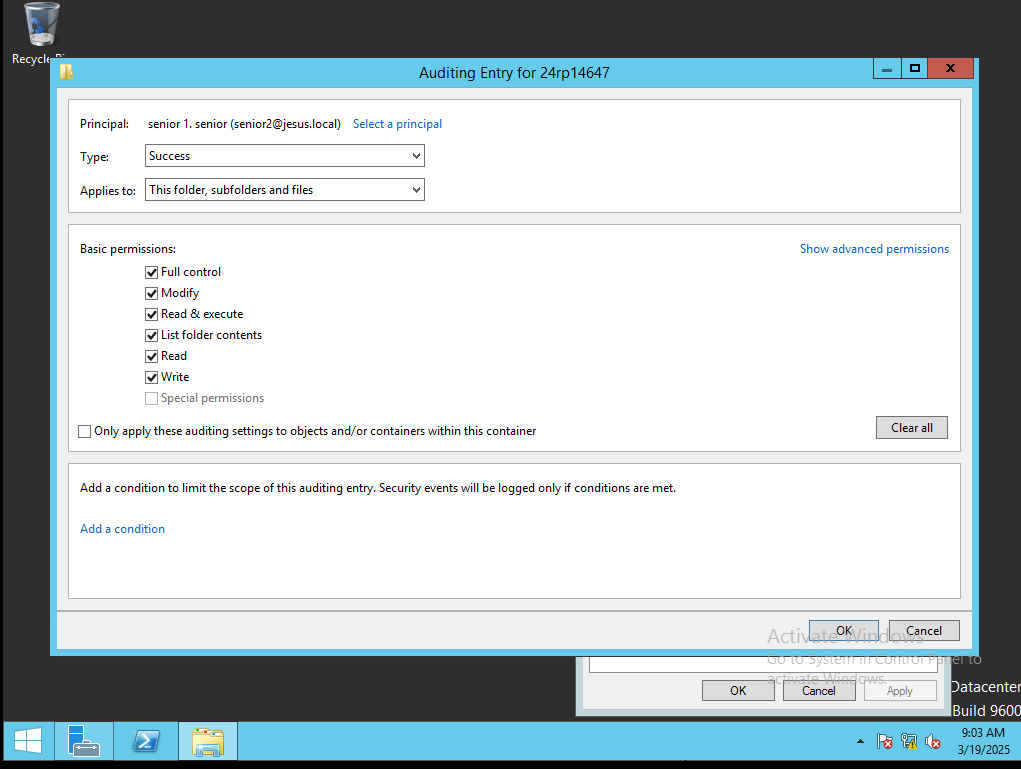 Recycle Bin
Auditing Entry for 24rp14647
Principal: senior 1. senior (senior2@jesus.local) Select a principal
Type: Success
Applies to: This folder, subfolders and files
Basic permissions: Show advanced permissions
Full control
Modify
Read & execute
List folder contents
Read
Write
Special permissions
Only apply these auditing settings to objects and/or containers within this container
Clear all
Add a condition to limit the scope of this auditing entry. Security events will be logged only if conditions are met.
Add a condition
OK Cancel
Activate Windows
Go to System in Control Panel to
activate Windows.
OK Cancel Apply
Datacenter
Build 9600
9:03 AM
3/19/2025